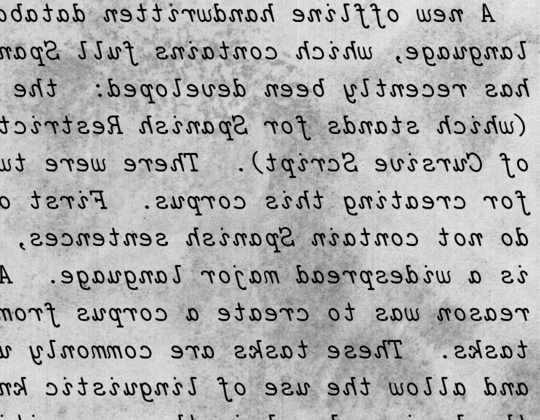 A new offline handwritten databa
language, which contains full Span
has recently been developed: the
(which stands for Spanish Restrict
of Cursive Script). There were tw
for creating this corpus. First o
do not contain Spanish sentences,
is a widespread major language. A
reason was to create a corpus from
tasks. These tasks are commonly u
and allow the use of linguistic kn